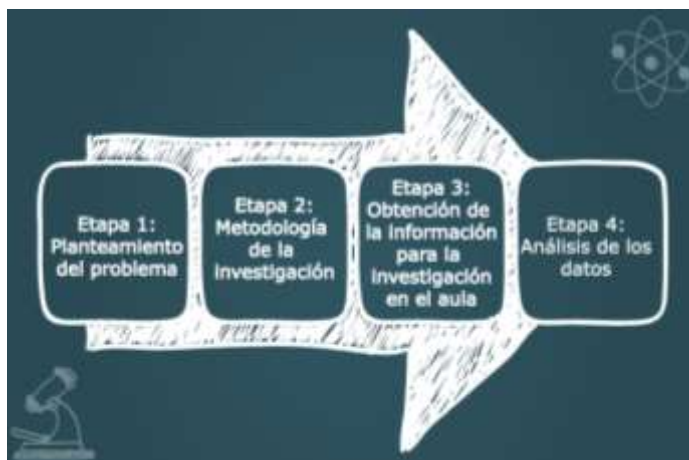 Etapa 1:
Planteamiento
del problema
Etapa 2:
Metodología
de la
investigación
Etapa 3:
Obtención de
la información
para la
investigación
en el aula
Etapa 4:
Análisis de los
datos